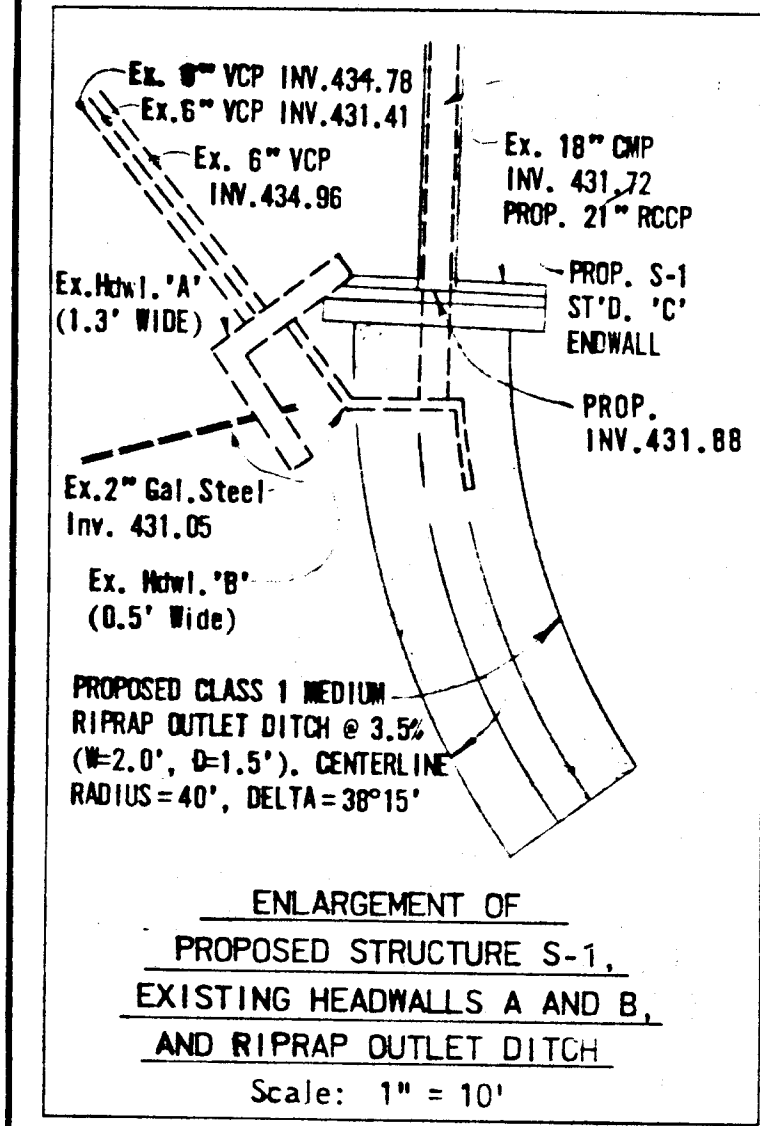 Ex. 8" VCP INV.434.78
Ex.6" VCP INV.431.41
Ex. 6" VCP
INV.434.96
Ex. 18" CMP
INV. 431.72
PROP. 21" RCCP
Ex.Hdwl.'A'
(1.3' WIDE)
PROP. S-1
ST'D. 'C'
ENDWALL
PROP.
INV.431.88
Ex.2" Gal.Steel
Inv. 431.05
Ex. Hdwl.'B'
(0.5' Wide)
PROPOSED CLASS 1 MEDIUM
RIPRAP OUTLET DITCH @ 3.5%
(W=2.0', D=1.5'). CENTERLINE
RADIUS=40', DELTA=38°15'
ENLARGEMENT OF
PROPOSED STRUCTURE S-1,
EXISTING HEADWALLS A AND B,
AND RIPRAP OUTLET DITCH
Scale: 1" = 10'